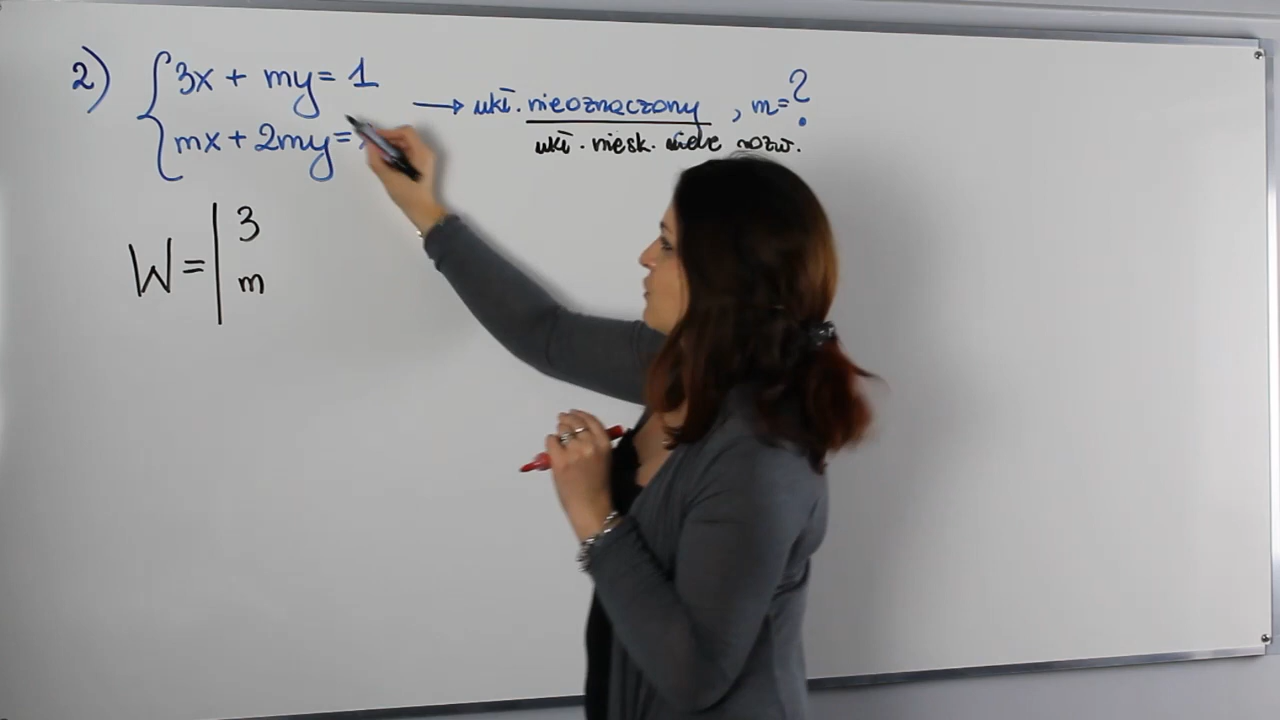 2) 3x + my = 1 → ukł. nieoznaczony, m = ?
mx + 2my =
ukł. niesk. wiele rozw.
W = | 3
m